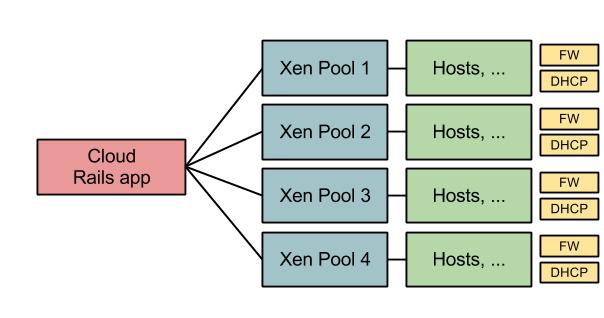 Cloud
Rails app
Xen Pool 1
Hosts, ...
FW
DHCP
Xen Pool 2
Hosts, ...
FW
DHCP
Xen Pool 3
Hosts, ...
FW
DHCP
Xen Pool 4
Hosts, ...
FW
DHCP